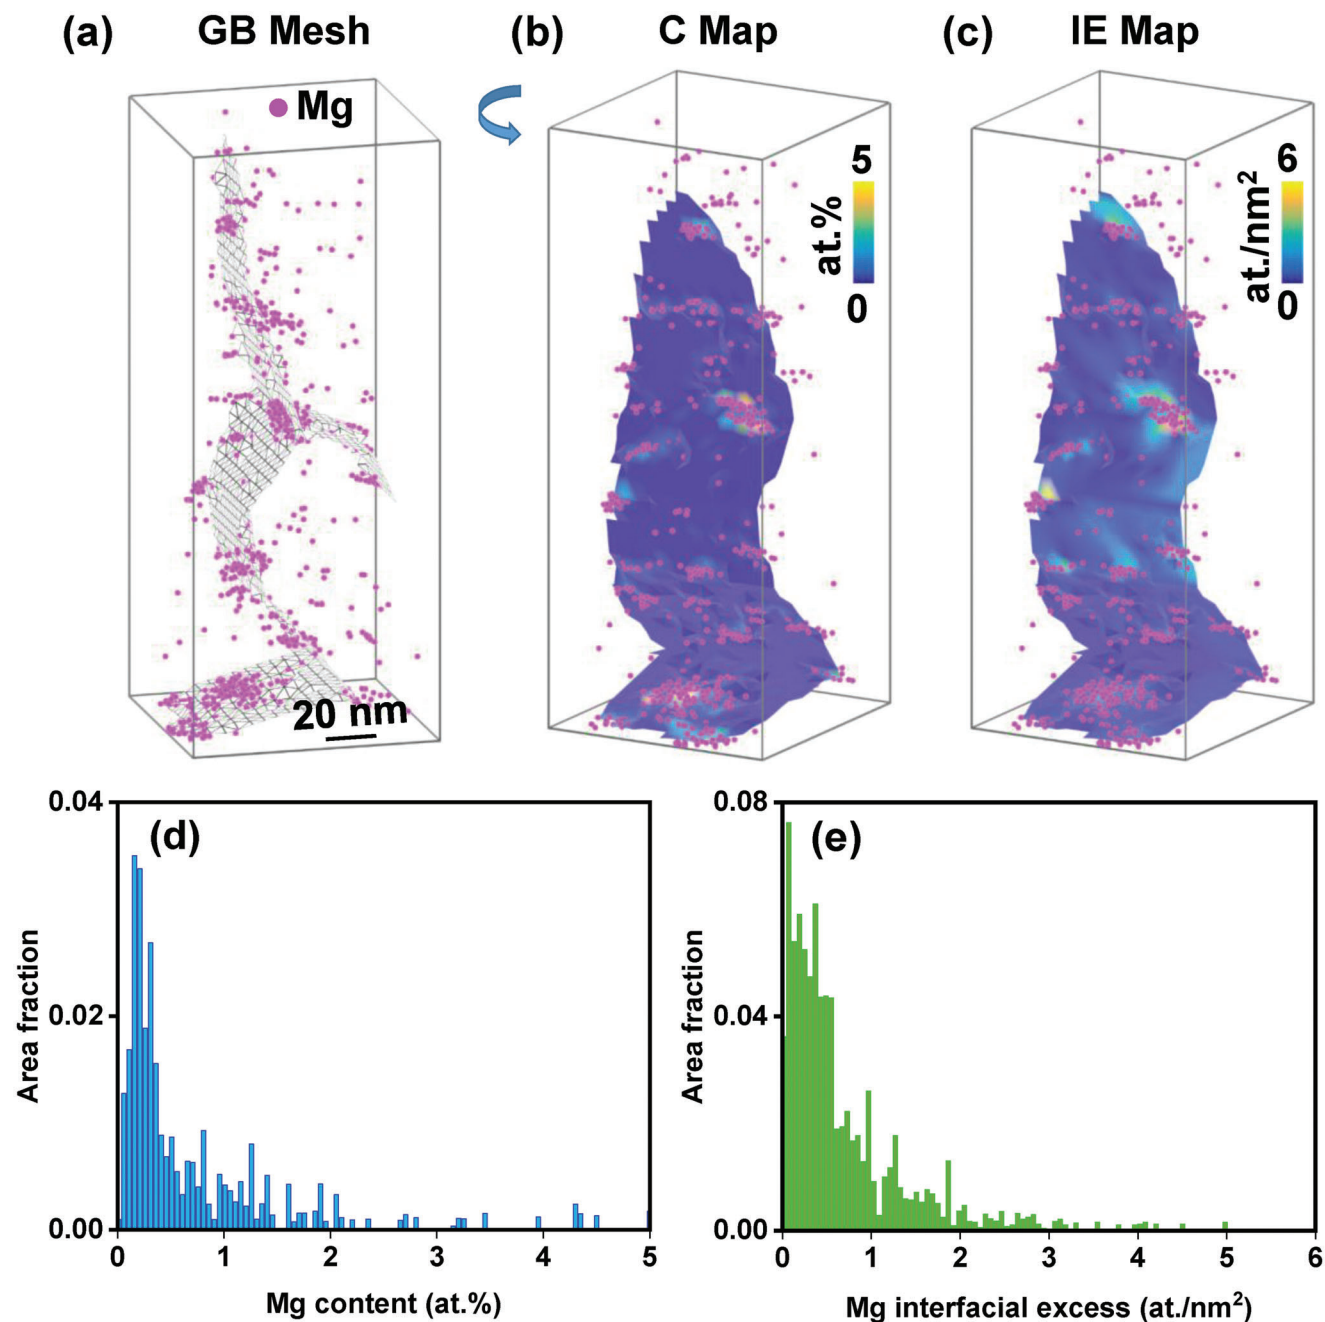 (a) GB Mesh (b) C Map (c) IE Map
Mg
5
at.%
0
6
at./nm²
0
20 nm
0.04
0.02
0.00
Area fraction
(d)
0 1 2 3 4 5
Mg content (at.%)
0.08
0.04
0.00
Area fraction
(e)
0 1 2 3 4 5 6
Mg interfacial excess (at./nm²)